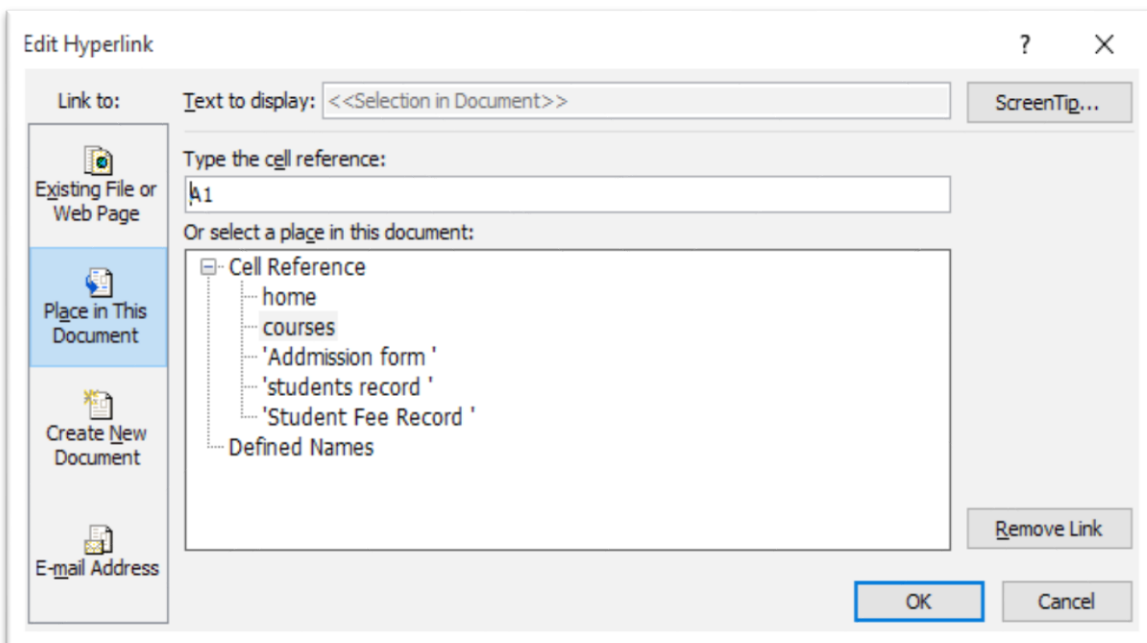 Edit Hyperlink ? ×
Link to: Text to display: <<Selection in Document>> ScreenTip...
Existing File or
Web Page
Place in This
Document
Create New
Document
E-mail Address
Type the cell reference:
A1
Or select a place in this document:
Cell Reference
home
courses
'Addmission form '
'students record '
'Student Fee Record '
Defined Names
Remove Link
OK Cancel